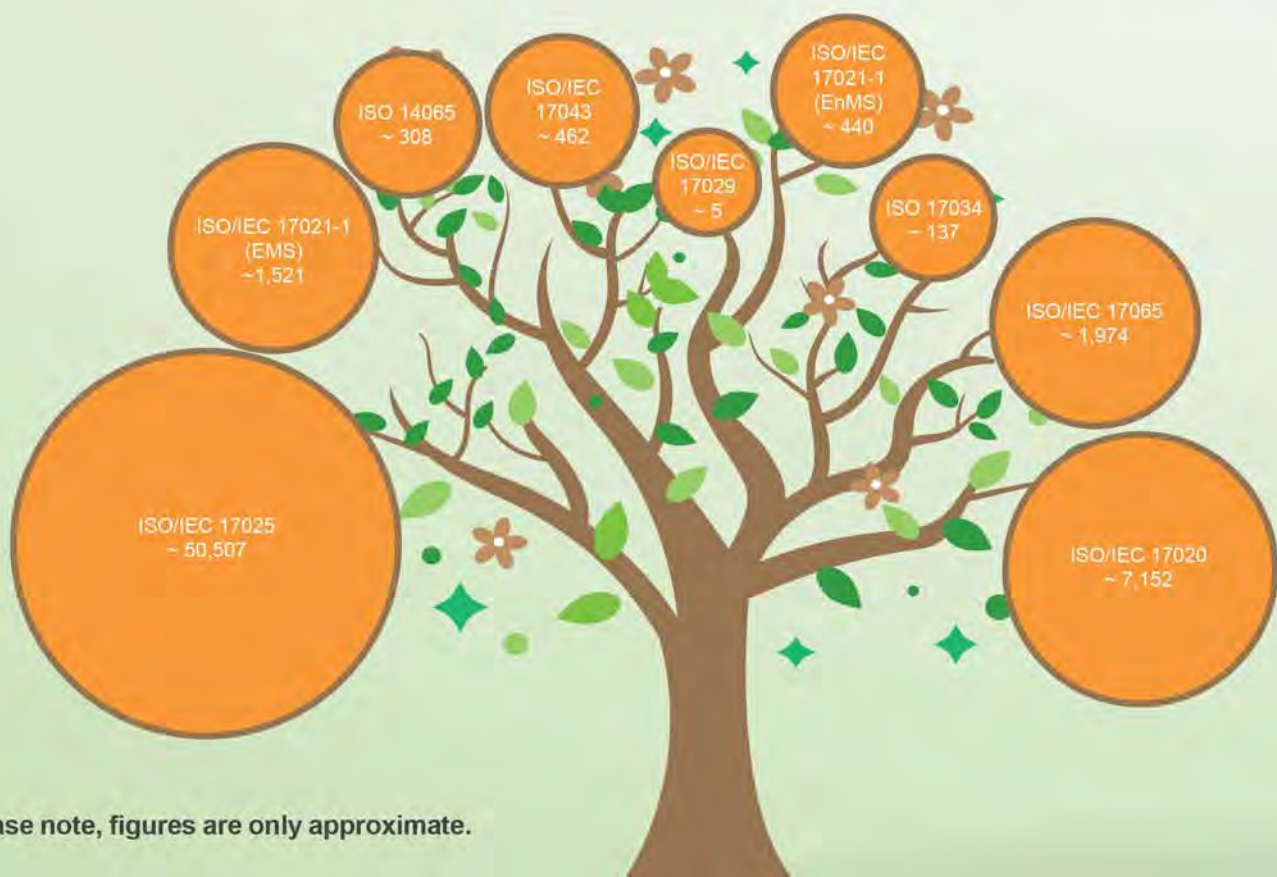 ISO 14065
~ 308
ISO/IEC
17043
~ 462
ISO/IEC
17021-1
(EnMS)
~ 440
ISO/IEC
17029
~ 5
ISO 17034
~ 137
ISO/IEC 17021-1
(EMS)
~1,521
ISO/IEC 17065
~ 1,974
ISO/IEC 17025
~ 50,507
ISO/IEC 17020
~ 7,152
note, figures are only approximate.